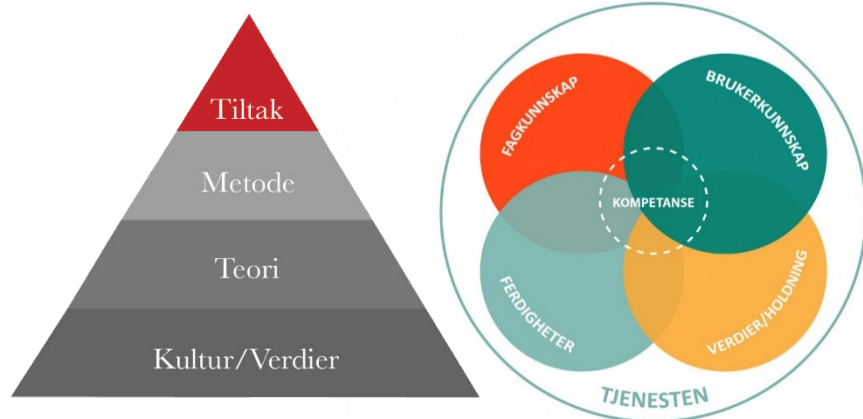 Tiltak
Metode
Teori
Kultur/Verdier
FAGKUNNSKAP
BRUKERKUNNSKAP
KOMPETANSE
FERDIGHETER
VERDIER/HOLDNING
TJENESTEN